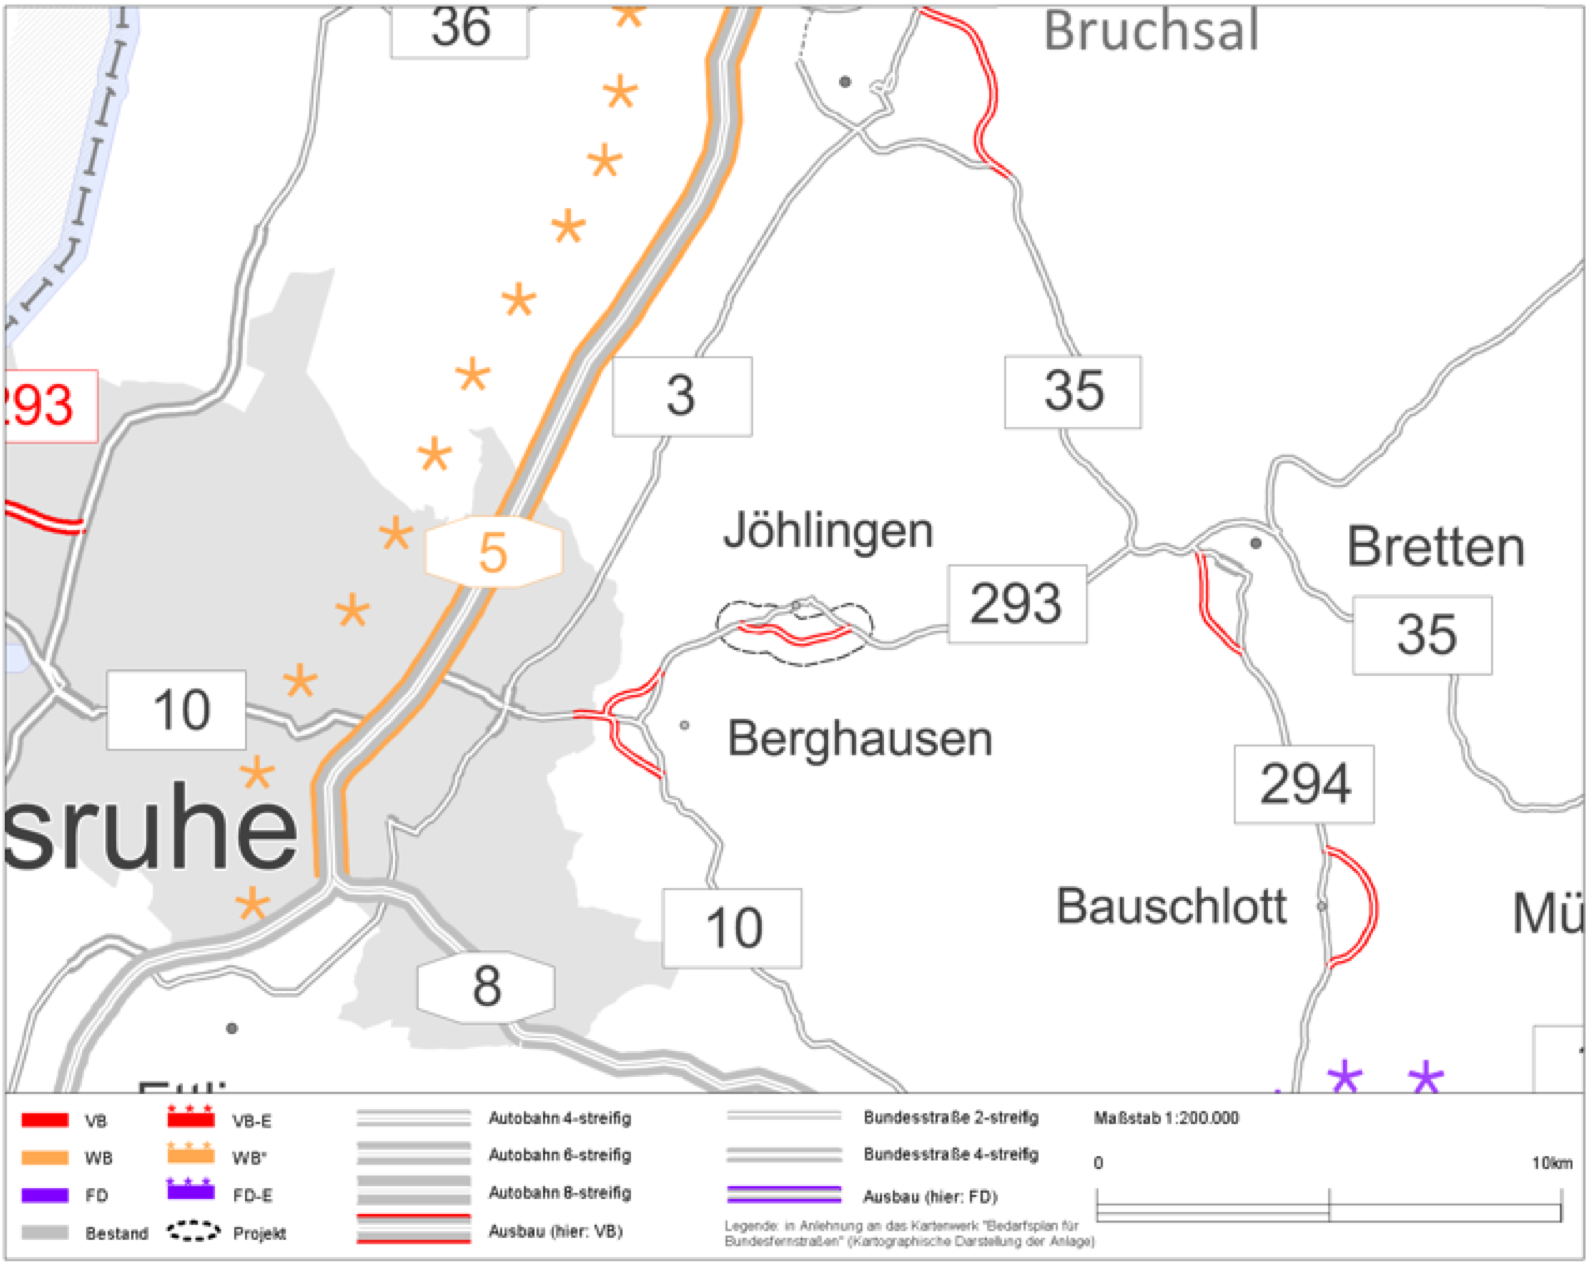 36
Bruchsal
293
3
35
5
Jöhlingen
293
Bretten
35
10
Berghausen
294
sruhe
10
Bauschlott
Mü
8
VB
VB-E
WB
WB*
FD
FD-E
Bestand
Projekt
Autobahn 4-streifig
Autobahn 6-streifig
Autobahn 8-streifig
Ausbau (hier: VB)
Bundesstraße 2-streifig
Bundesstraße 4-streifig
Ausbau (hier: FD)
Legende: in Anlehnung an das Kartenwerk "Bedarfsplan für
Bundesfernstraßen" (Kartographische Darstellung der Anlage)
Maßstab 1:200.000
0 10km